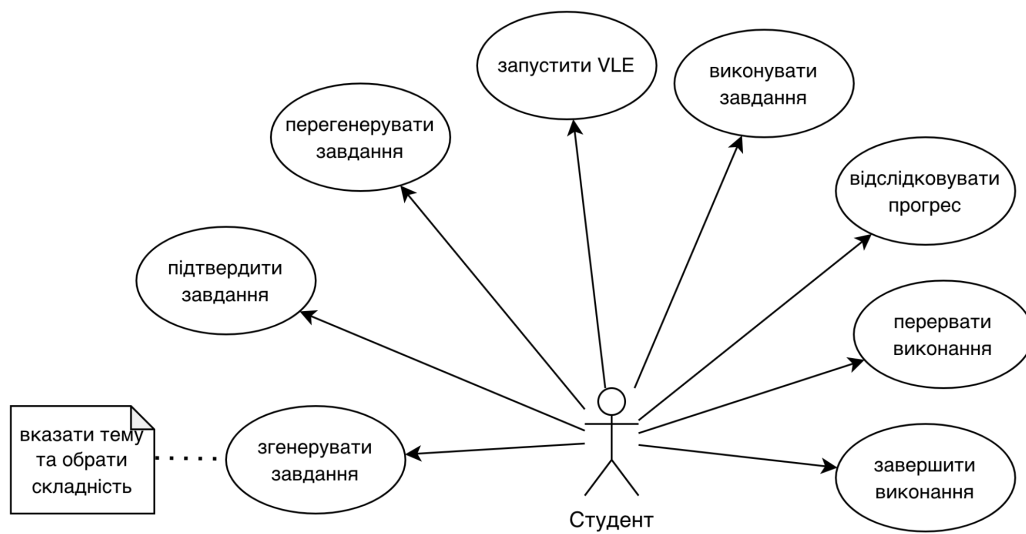 запустити VLE
виконувати
завдання
перегенерувати
завдання
відслідковувати
прогрес
підтвердити
завдання
перервати
виконання
вказати тему
та обрати
складність
згенерувати
завдання
завершити
виконання
Студент